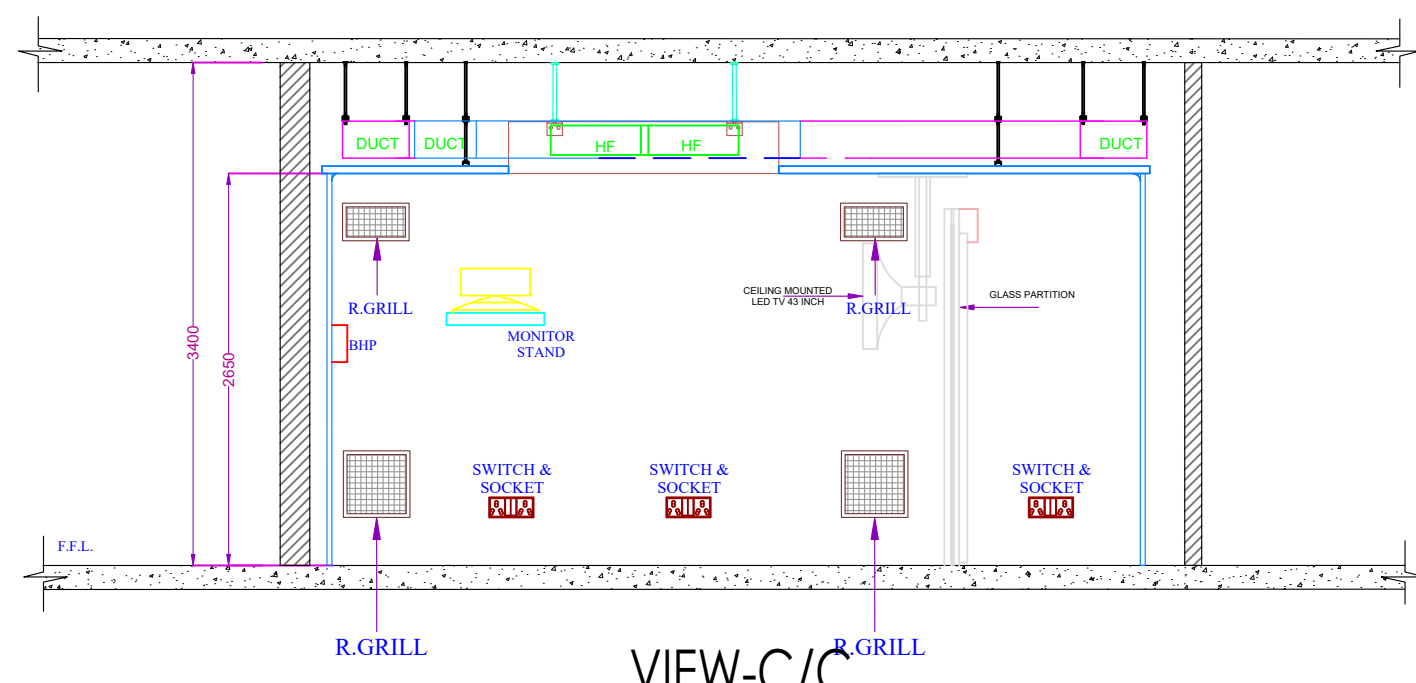 DUCT
DUCT
HF
HF
DUCT
R.GRILL
CEILING MOUNTED
LED TV 43 INCH
R.GRILL
GLASS PARTITION
MONITOR
STAND
BHP
3400
2650
SWITCH &
SOCKET
SWITCH &
SOCKET
SWITCH &
SOCKET
F.F.L.
R.GRILL
R.GRILL
VIEW-C/C